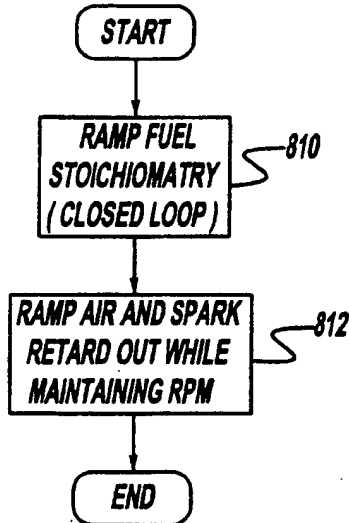 START
RAMP FUEL
STOICHIOMATRY
( CLOSED LOOP )
810
RAMP AIR AND SPARK
RETARD OUT WHILE
MAINTAINING RPM
812
END